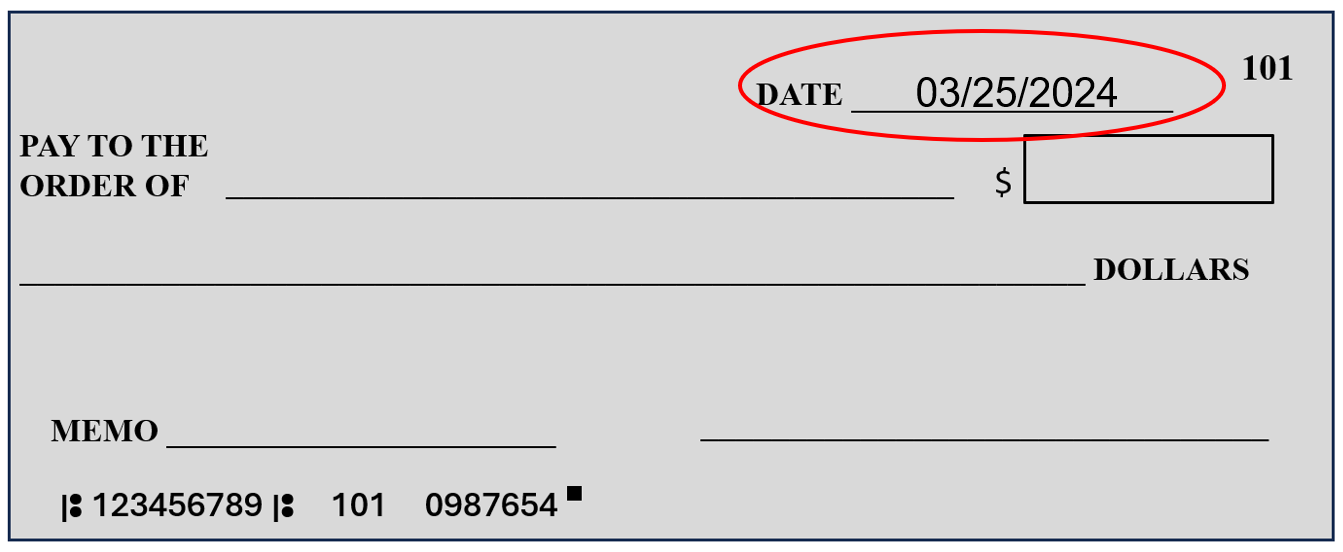 101
DATE 03/25/2024
PAY TO THE
ORDER OF $
DOLLARS
MEMO
123456789 101 0987654